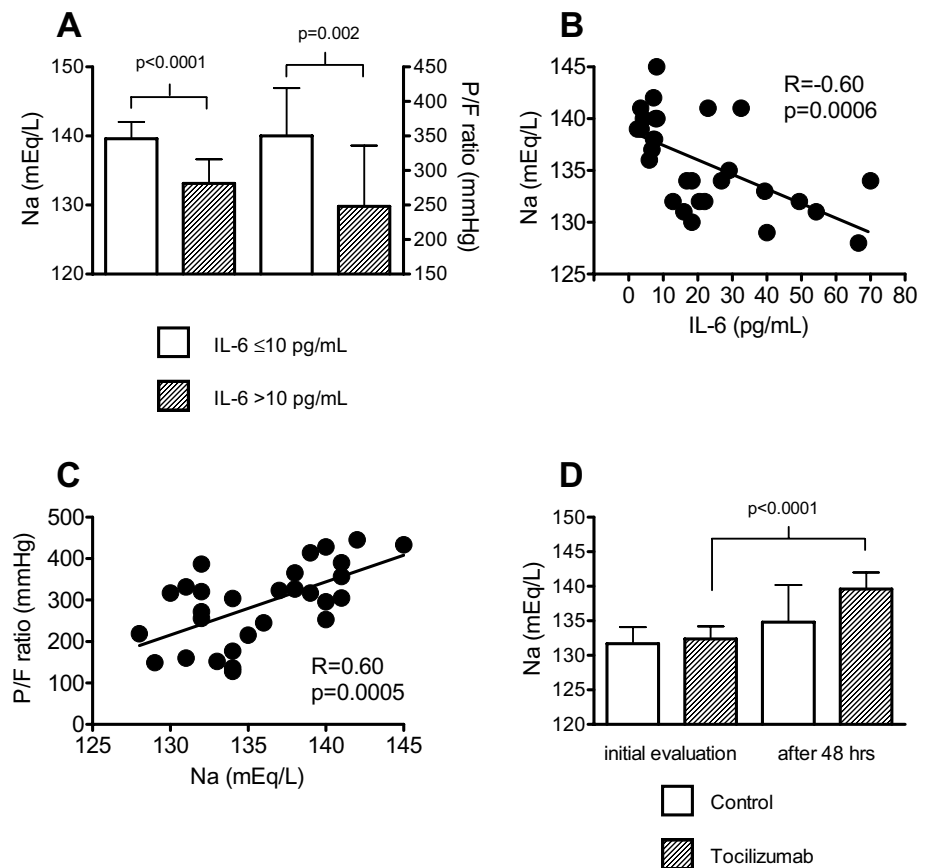 A
p<0.0001
p=0.002
150
140
130
120
Na (mEq/L)
450
400
350
300
250
200
150
P/F ratio (mmHg)
IL-6 ≤10 pg/mL
IL-6 >10 pg/mL
B
R=-0.60
p=0.0006
145
140
135
130
125
Na (mEq/L)
0 10 20 30 40 50 60 70 80
IL-6 (pg/mL)
C
500
400
300
200
100
0
P/F ratio (mmHg)
R=0.60
p=0.0005
125 130 135 140 145
Na (mEq/L)
D
p<0.0001
150
145
140
135
130
125
120
Na (mEq/L)
initial evaluation after 48 hrs
Control
Tocilizumab